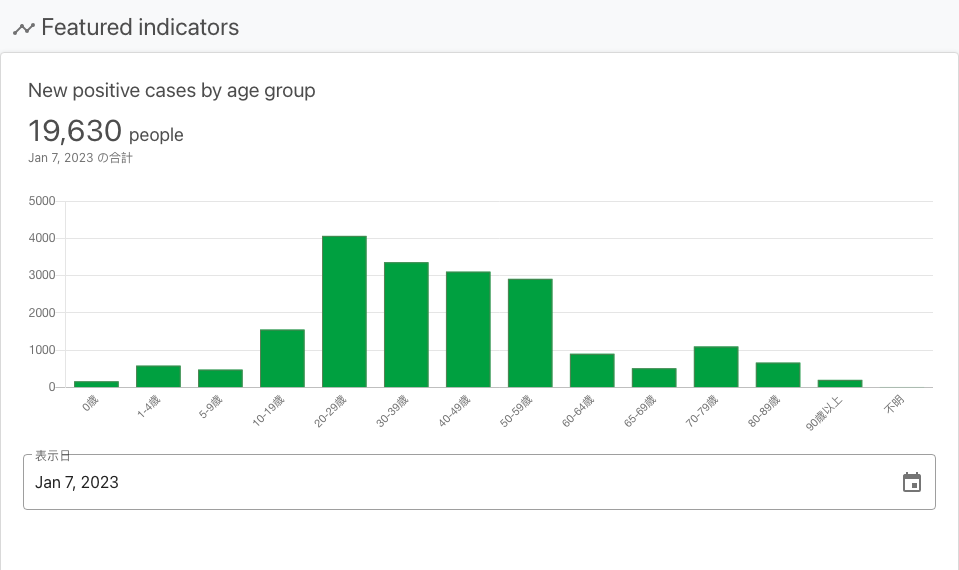 Featured indicators
New positive cases by age group
19,630 people
Jan 7, 2023 の合計
5000
4000
3000
2000
1000
0
0歳
1-4歳
5-9歳
10-19歳
20-29歳
30-39歳
40-49歳
50-59歳
60-64歳
65-69歳
70-79歳
80-89歳
90歳以上
不明
表示日
Jan 7, 2023